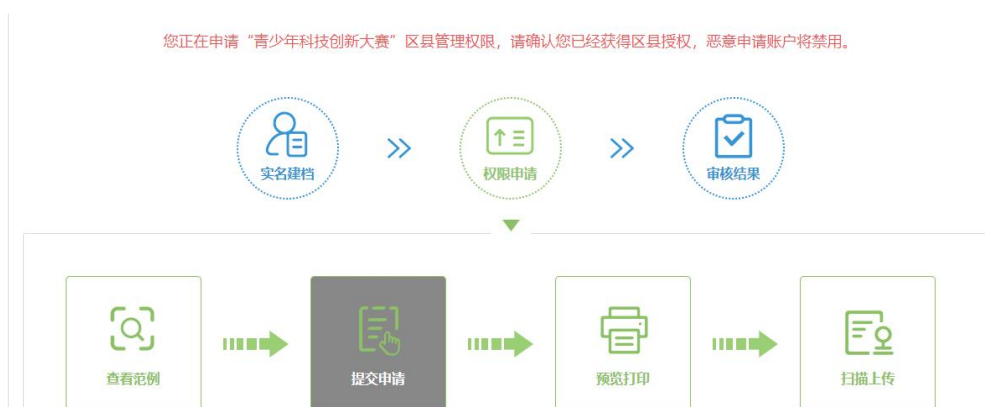 您正在申请“青少年科技创新大赛”区县管理权限，请确认您已经获得区县授权，恶意申请账户将禁用。
实名建档
权限申请
审核结果
查看范例
提交申请
预览打印
扫描上传